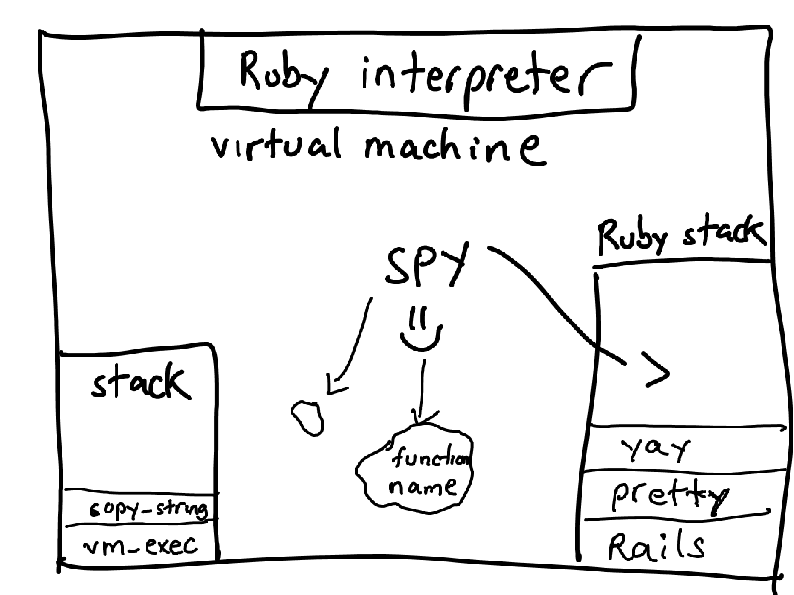 Ruby interpreter
virtual machine
Ruby stack
SPY
stack
copy_string
vm_exec
function
name
yay
pretty
Rails